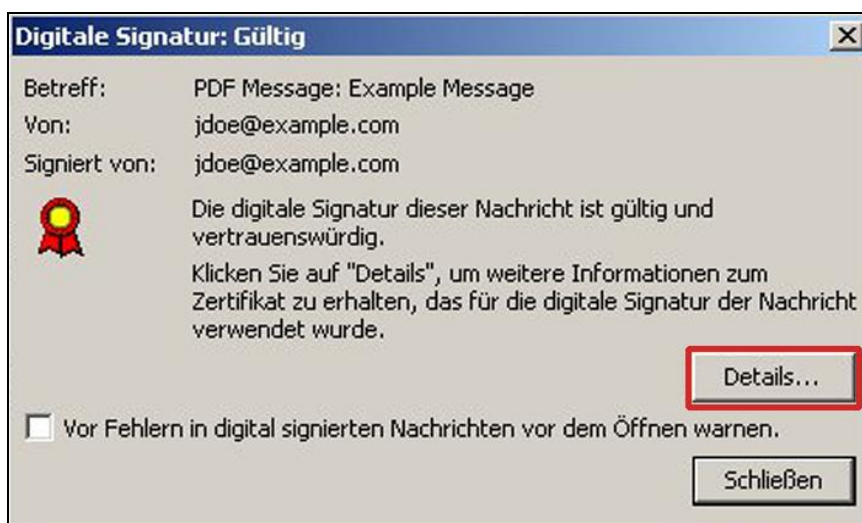 Digitale Signatur: Gültig
Betreff: PDF Message: Example Message
Von: jdoe@example.com
Signiert von: jdoe@example.com
Die digitale Signatur dieser Nachricht ist gültig und
vertrauenswürdig.
Klicken Sie auf "Details", um weitere Informationen zum
Zertifikat zu erhalten, das für die digitale Signatur der Nachricht
verwendet wurde.
Details...
Vor Fehlern in digital signierten Nachrichten vor dem Öffnen warnen.
Schließen